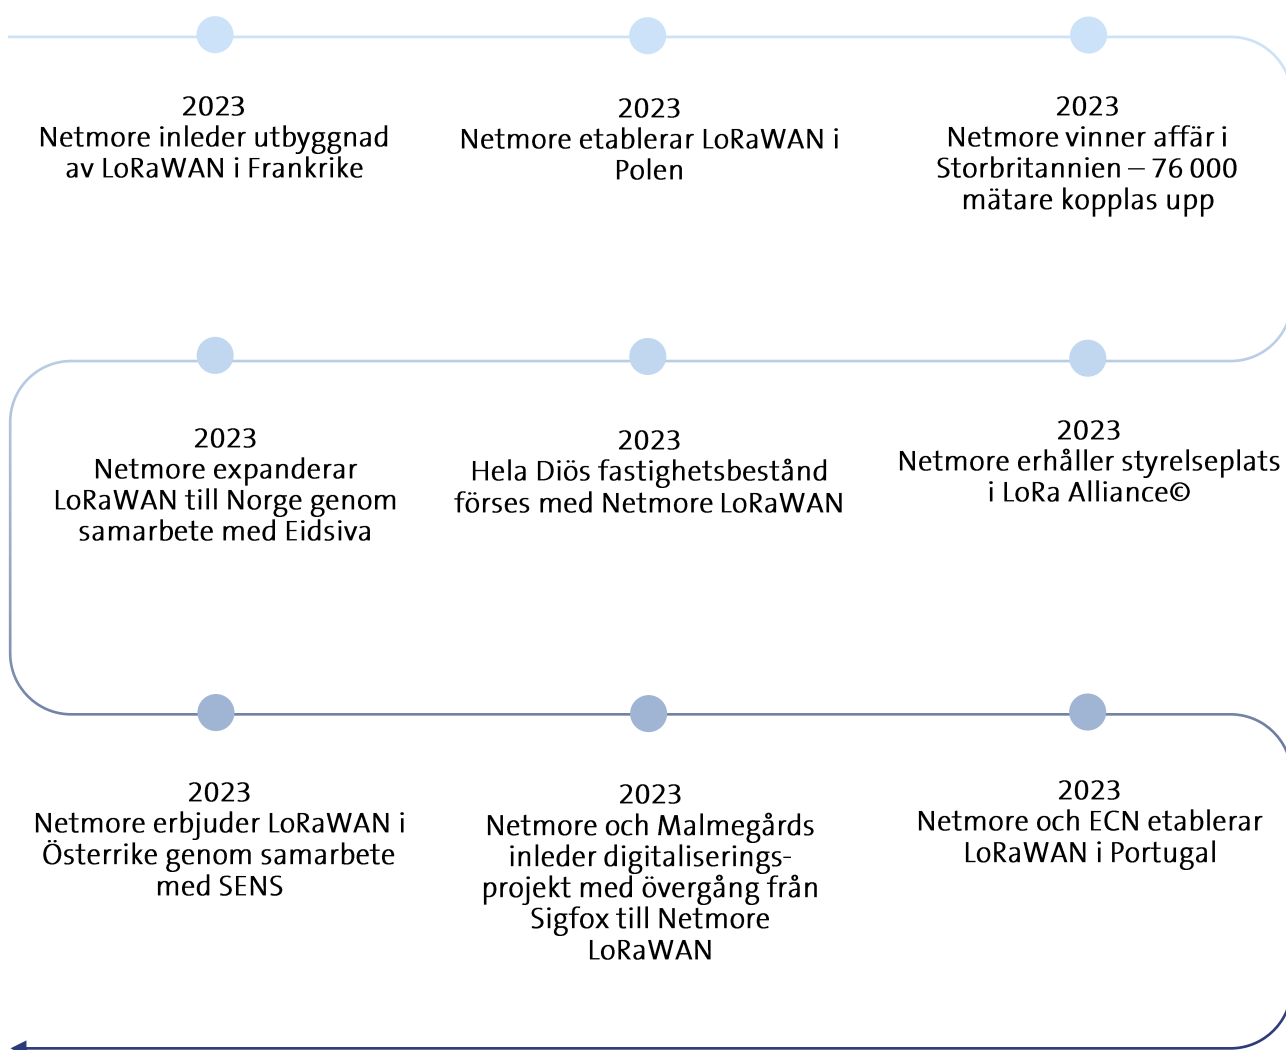 2023
Netmore inleder utbyggnad
av LoRaWAN i Frankrike
2023
Netmore etablerar LoRaWAN i
Polen
2023
Netmore vinner affär i
Storbritannien – 76 000
mätare kopplas upp
2023
Netmore expanderar
LoRaWAN till Norge genom
samarbete med Eidsiva
2023
Hela Diös fastighetsbestånd
förses med Netmore LoRaWAN
2023
Netmore erhåller styrelseplats
i LoRa Alliance©
2023
Netmore erbjuder LoRaWAN i
Österrike genom samarbete
med SENS
2023
Netmore och Malmegårds
inleder digitaliserings-
projekt med övergång från
Sigfox till Netmore
LoRaWAN
2023
Netmore och ECN etablerar
LoRaWAN i Portugal